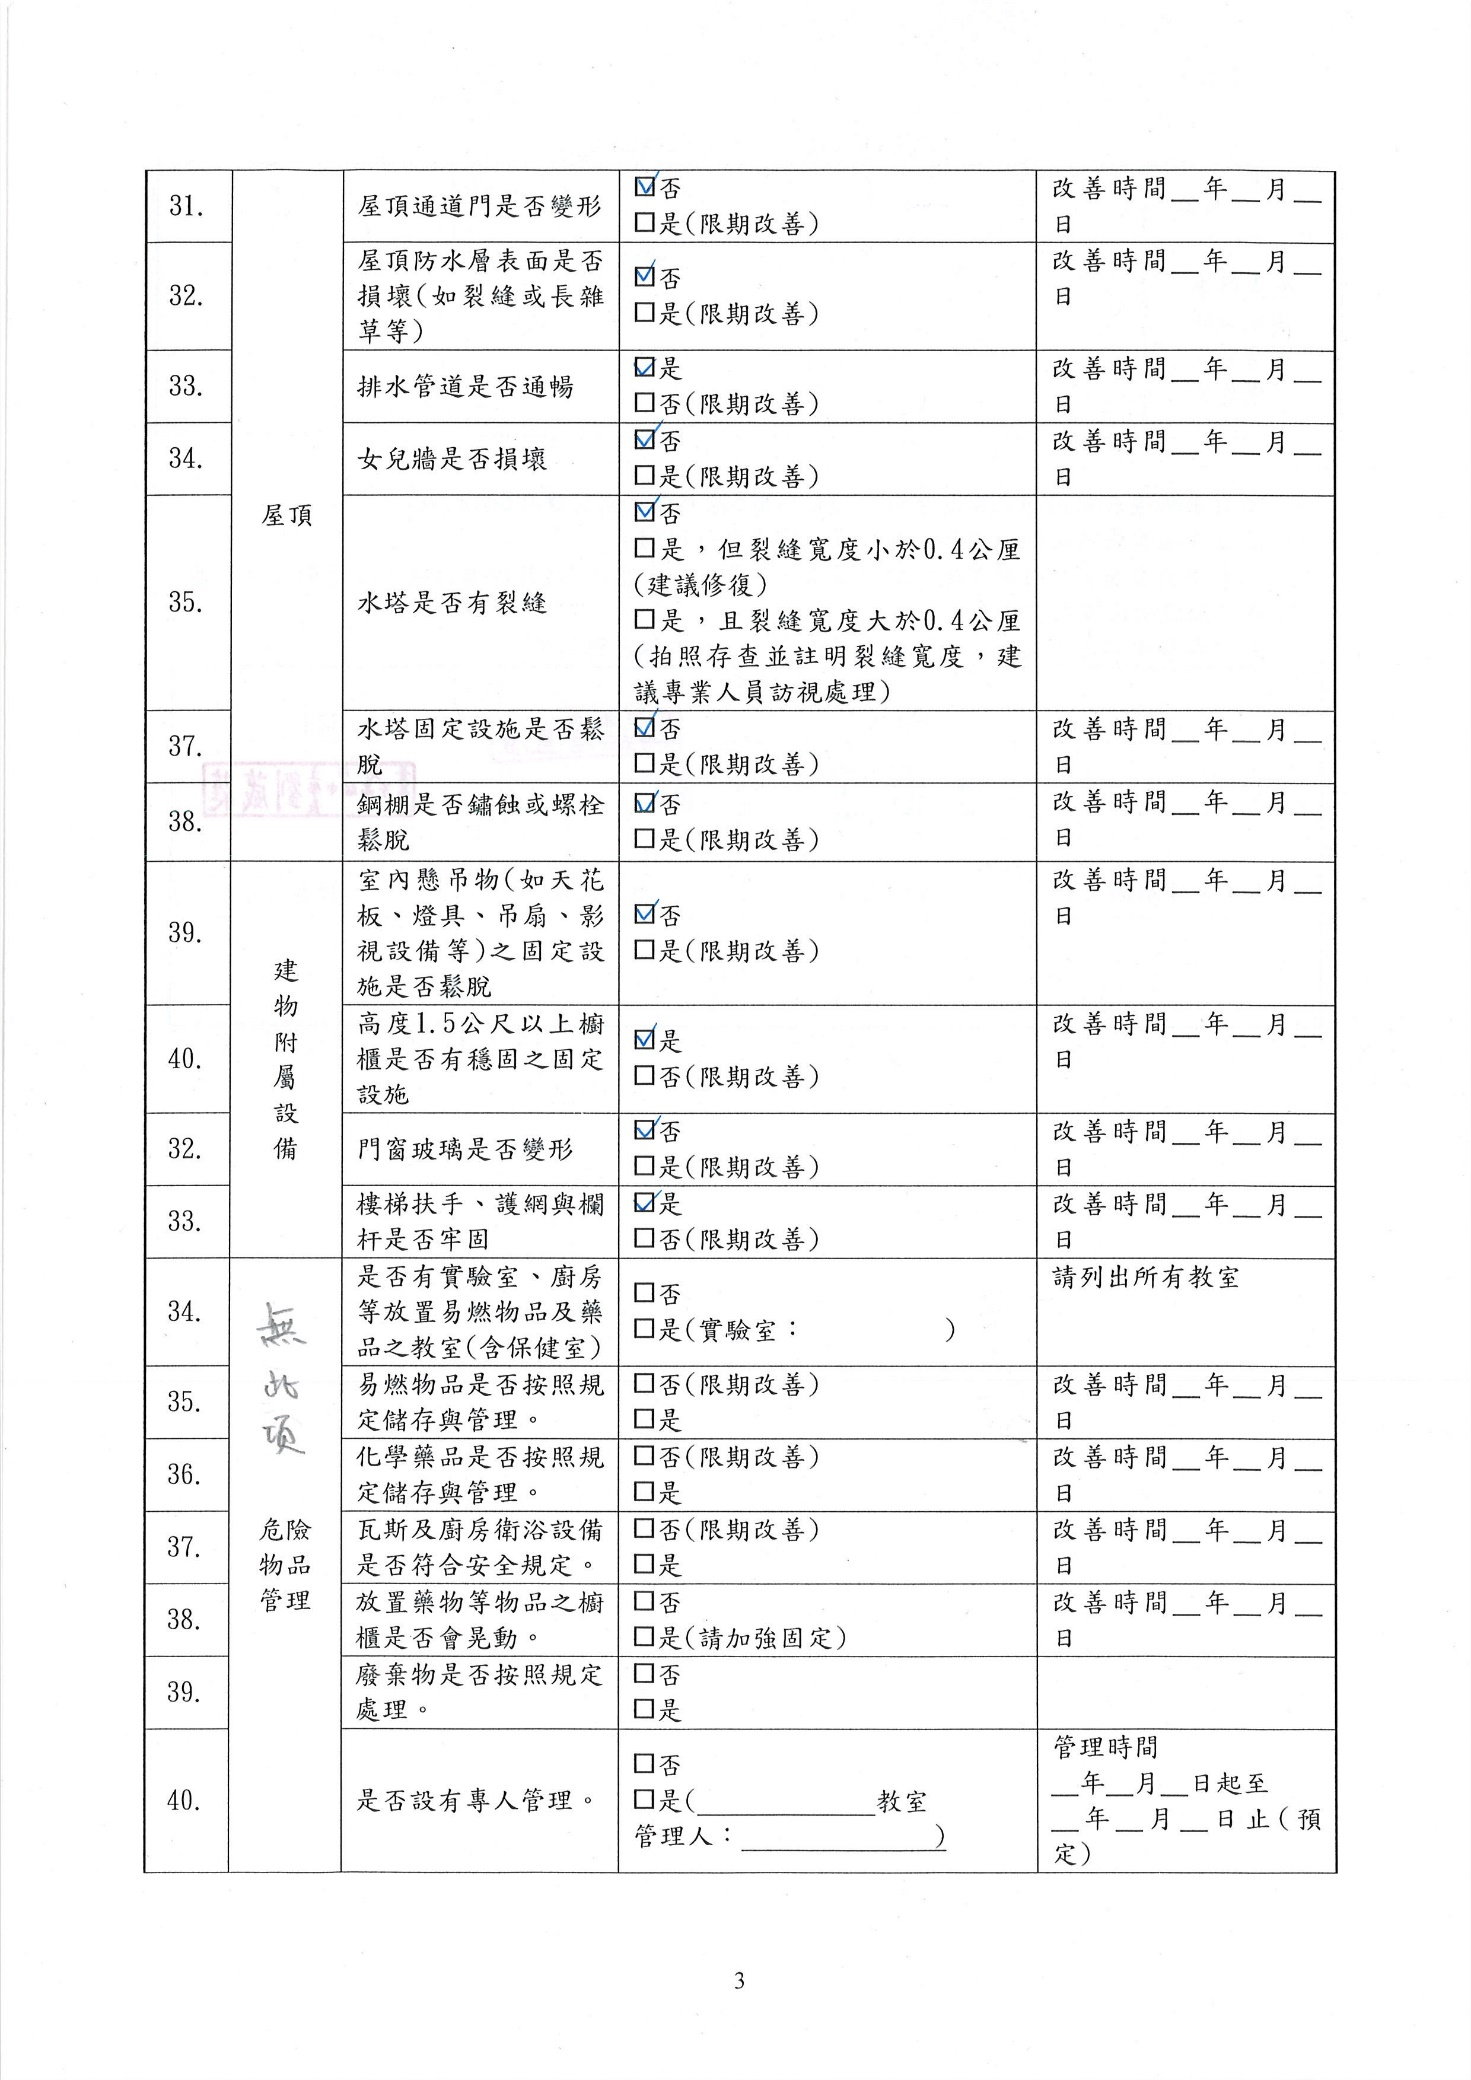 31.
屋頂
屋頂通道門是否變形
☑否
□是(限期改善)
改善時間__年__月__
日
32.
屋頂防水層表面是否
損壞(如裂縫或長雜
草等)
☑否
□是(限期改善)
改善時間__年__月__
日
33.
排水管道是否通暢
☑是
□否(限期改善)
改善時間__年__月__
日
34.
女兒牆是否損壞
☑否
□是(限期改善)
改善時間__年__月__
日
35.
水塔是否有裂縫
☑否
□是，但裂縫寬度小於0.4公厘
(建議修復)
□是，且裂縫寬度大於0.4公厘
(拍照存查並註明裂縫寬度，建
議專業人員訪視處理)
37.
水塔固定設施是否鬆
脫
☑否
□是(限期改善)
改善時間__年__月__
日
38.
鋼棚是否鏽蝕或螺栓
鬆脫
☑否
□是(限期改善)
改善時間__年__月__
日
39.
建
物
附
屬
設
備
室內懸吊物(如天花
板、燈具、吊扇、影
視設備等)之固定設
施是否鬆脫
☑否
□是(限期改善)
改善時間__年__月__
日
40.
高度1.5公尺以上櫥
櫃是否有穩固之固定
設施
☑是
□否(限期改善)
改善時間__年__月__
日
32.
門窗玻璃是否變形
☑否
□是(限期改善)
改善時間__年__月__
日
33.
樓梯扶手、護網與欄
杆是否牢固
☑是
□否(限期改善)
改善時間__年__月__
日
34.
無
此
項
危險
物品
管理
是否有實驗室、廚房
等放置易燃物品及藥
品之教室(含保健室)
□否
□是(實驗室： )
請列出所有教室
35.
易燃物品是否按照規
定儲存與管理。
□否(限期改善)
□是
改善時間__年__月__
日
36.
化學藥品是否按照規
定儲存與管理。
□否(限期改善)
□是
改善時間__年__月__
日
37.
瓦斯及廚房衛浴設備
是否符合安全規定。
□否(限期改善)
□是
改善時間__年__月__
日
38.
放置藥物等物品之櫥
櫃是否會晃動。
□否
□是(請加強固定)
改善時間__年__月__
日
39.
廢棄物是否按照規定
處理。
□否
□是
40.
是否設有專人管理。
□否
□是(______________教室
管理人：________________)
管理時間
__年__月__日起至
__年__月__日止(預
定)
3